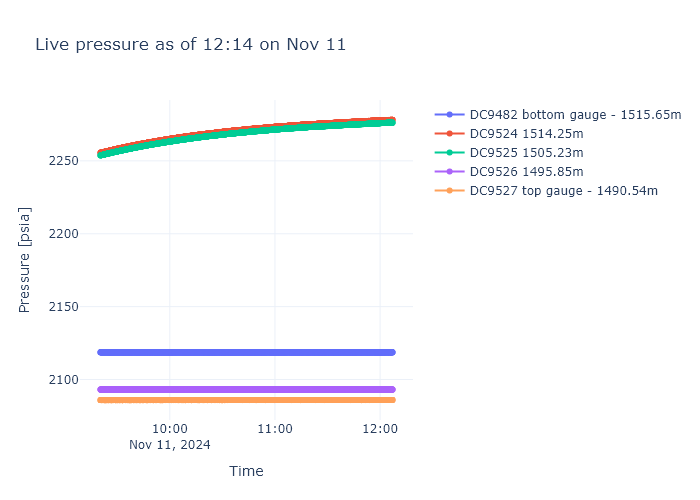 Live pressure as of 12:14 on Nov 11
DC9482 bottom gauge - 1515.65m
DC9524 1514.25m
DC9525 1505.23m
DC9526 1495.85m
DC9527 top gauge - 1490.54m
Pressure [psia]
2250
2200
2150
2100
10:00
11:00
12:00
Nov 11, 2024
Time